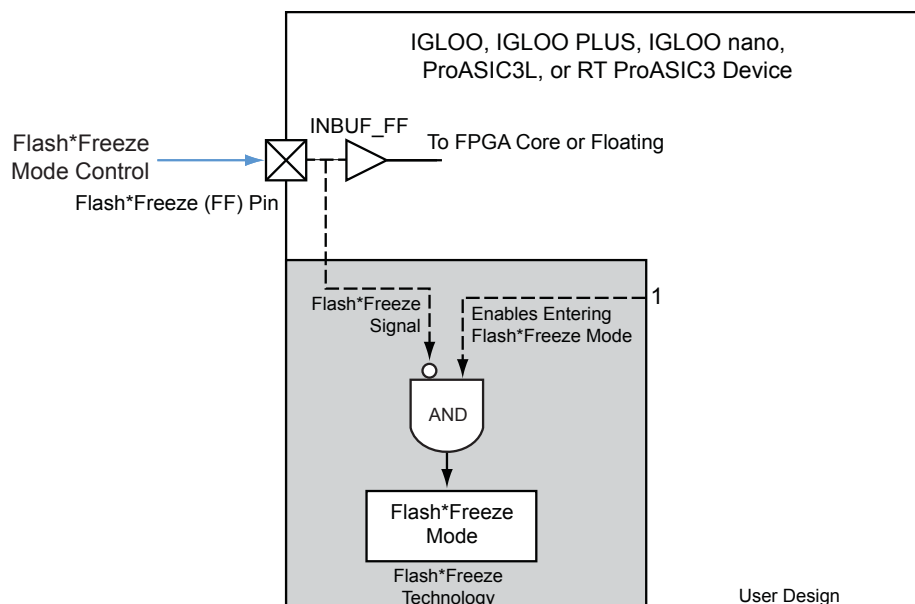 IGLOO, IGLOO PLUS, IGLOO nano,
ProASIC3L, or RT ProASIC3 Device
INBUF_FF
To FPGA Core or Floating
Flash*Freeze
Mode Control
Flash*Freeze (FF) Pin
1
Flash*Freeze
Signal
Enables Entering
Flash*Freeze Mode
AND
Flash*Freeze
Mode
Flash*Freeze
Technology
User Design